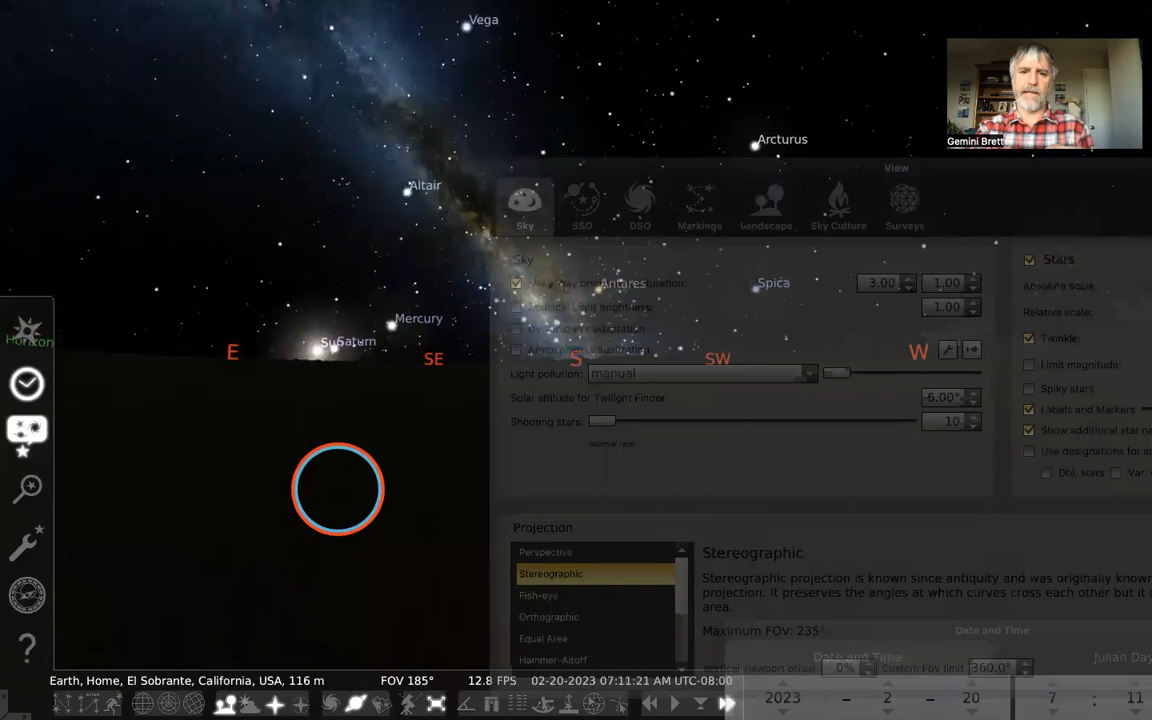 Vega
Arcturus
Gemini Brett
View
Altair
Sky
SSO
DSO
Markings
Landscape
Sky Culture
Surveys
Sky
Stars
Antares
Spica
3.00
1.00
Absolute scale:
1.00
Relative scale:
Mercury
Saturn
Horizon
Twinkle:
E
SE
S
SW
W
Limit magnitude:
Light pollution:
manual
Spiky stars
Solar altitude for Twilight Finder
-6.00°
Labels and Markers
Shooting stars:
10
Show additional star na
Normal rate
Use designations for s
Dbl. stars
Var. s
Projection
Perspective
Stereographic
Fish-eye
Orthographic
Equal Area
Hammer-Aitoff
Stereographic
Stereographic projection is known since antiquity and was originally known
projection. It preserves the angles at which curves cross each other but it
area.
Maximum FOV: 235°
Date and Time
Date and Time
Julian Day
vertical viewport offset
0%
Custom FOV limit
360.0°
Earth, Home, El Sobrante, California, USA, 116 m
FOV 185°
12.8 FPS
02-20-2023 07:11:21 AM UTC-08:00
2023 – 2 – 20
7 : 11